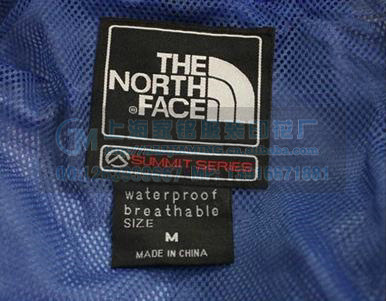 THE
NORTH
FACE
®
SUMMIT SERIES
waterproof
breathable
SIZE
M
MADE IN CHINA